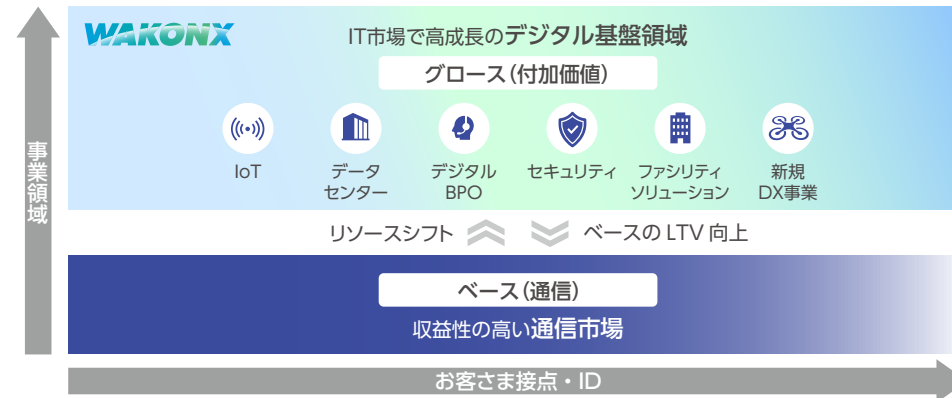 WAKONX
IT市場で高成長のデジタル基盤領域
グロース(付加価値)
IoT
データ
センター
デジタル
BPO
セキュリティ
ファシリティ
ソリューション
新規
DX事業
リソースシフト
ベースの LTV 向上
ベース(通信)
収益性の高い通信市場
事業領域
お客さま接点・ID